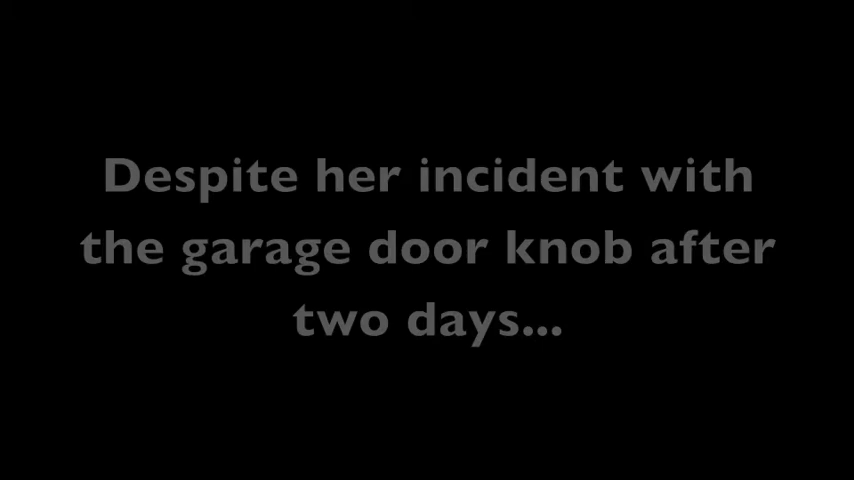 Despite her incident with
the garage door knob after
two days...